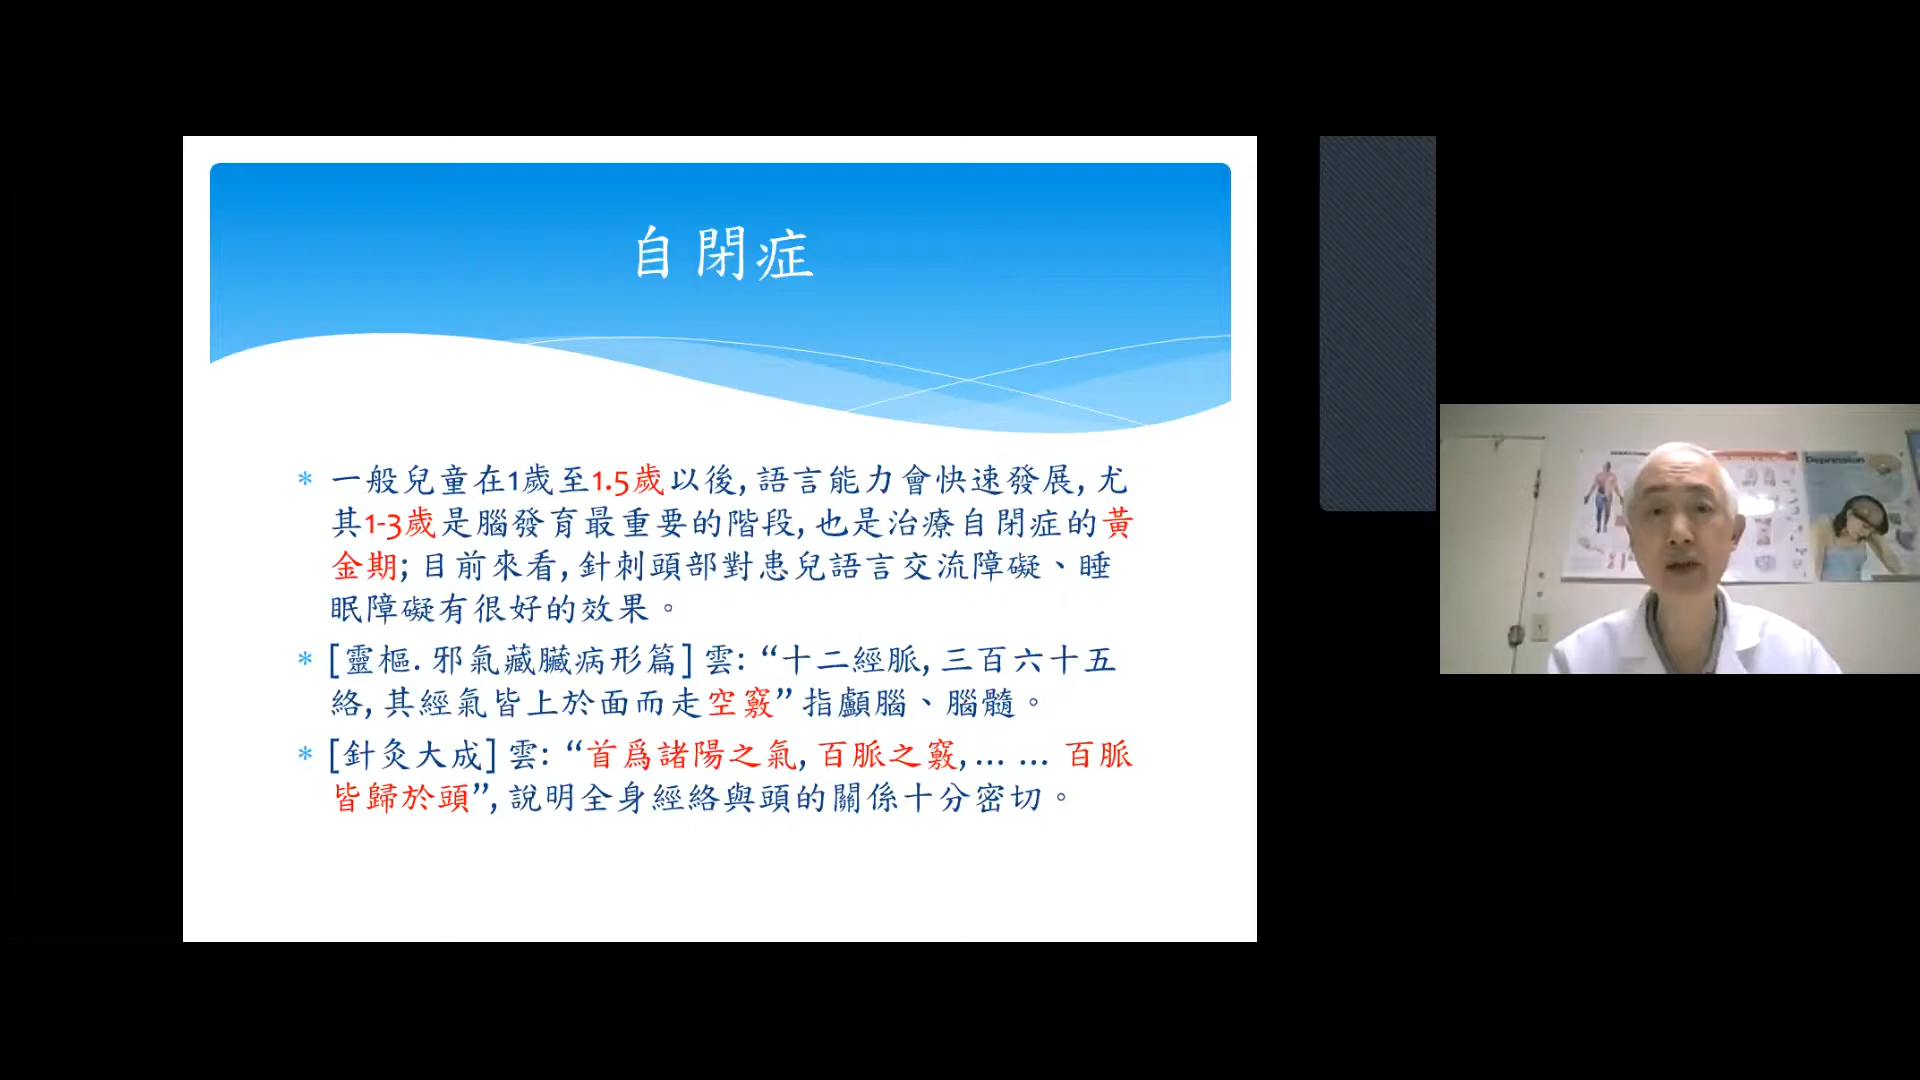 自閉症
* 一般兒童在1歲至1.5歲以後, 語言能力會快速發展, 尤
其1-3歲是腦發育最重要的階段, 也是治療自閉症的黃
金期; 目前來看, 針刺頭部對患兒語言交流障礙、睡
眠障礙有很好的效果。
* [靈樞. 邪氣藏臟病形篇] 雲: “十二經脈, 三百六十五
絡, 其經氣皆上於面而走空竅” 指顱腦、腦髓。
* [針灸大成] 雲: “首爲諸陽之氣, 百脈之竅, … … 百脈
皆歸於頭”, 說明全身經絡與頭的關係十分密切。
Depression